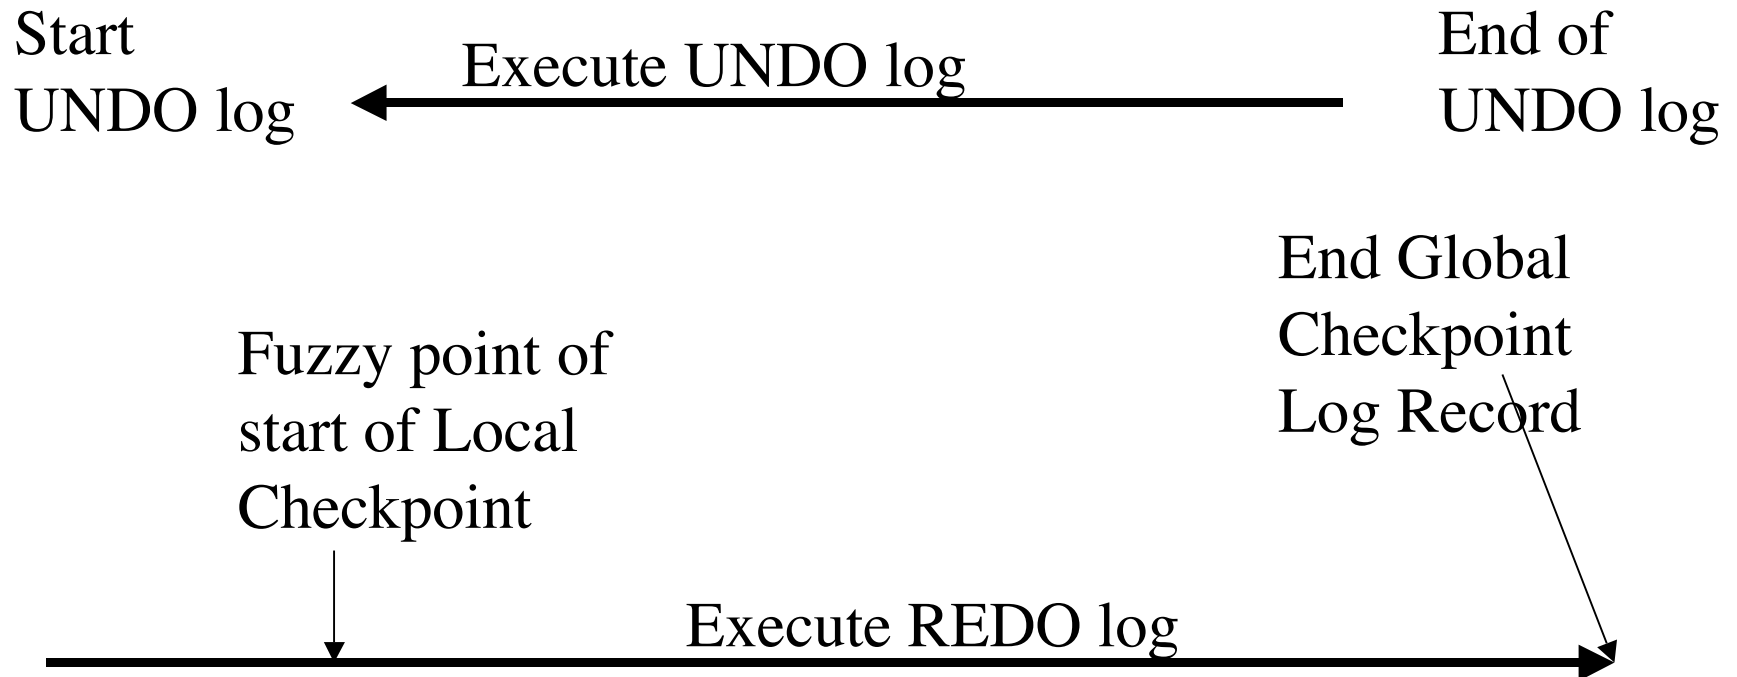 Start
UNDO log
Execute UNDO log
End of
UNDO log
End Global
Checkpoint
Log Record
Fuzzy point of
start of Local
Checkpoint
Execute REDO log